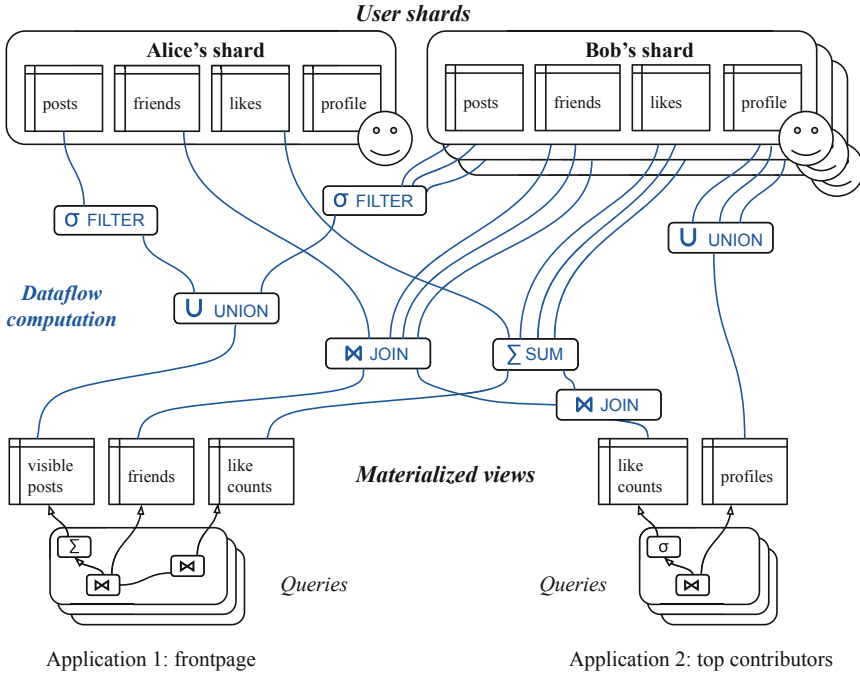 User shards
Alice's shard
Bob's shard
posts
friends
likes
profile
posts
friends
likes
profile
σ FILTER
σ FILTER
∪ UNION
Dataflow
computation
∪ UNION
⋈ JOIN
∑ SUM
⋈ JOIN
visible
posts
friends
like
counts
Materialized views
like
counts
profiles
Σ
⋈
⋈
Queries
Queries
σ
⋈
Application 1: frontpage
Application 2: top contributors